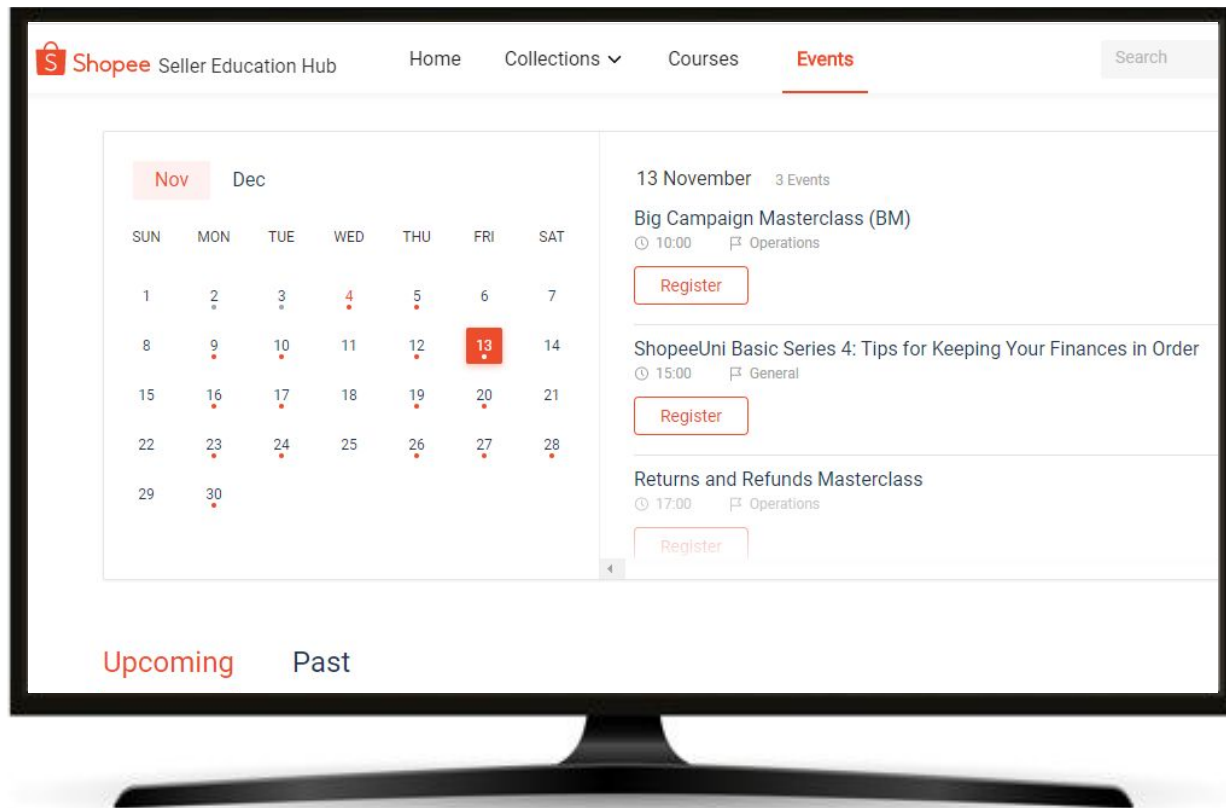 Shopee Seller Education Hub Home Collections Courses Events Search
Nov Dec
SUN MON TUE WED THU FRI SAT
1 2 3 4 5 6 7
8 9 10 11 12 13 14
15 16 17 18 19 20 21
22 23 24 25 26 27 28
29 30
13 November 3 Events
Big Campaign Masterclass (BM)
10:00 Operations
Register
ShopeeUni Basic Series 4: Tips for Keeping Your Finances in Order
15:00 General
Register
Returns and Refunds Masterclass
17:00 Operations
Register
Upcoming Past